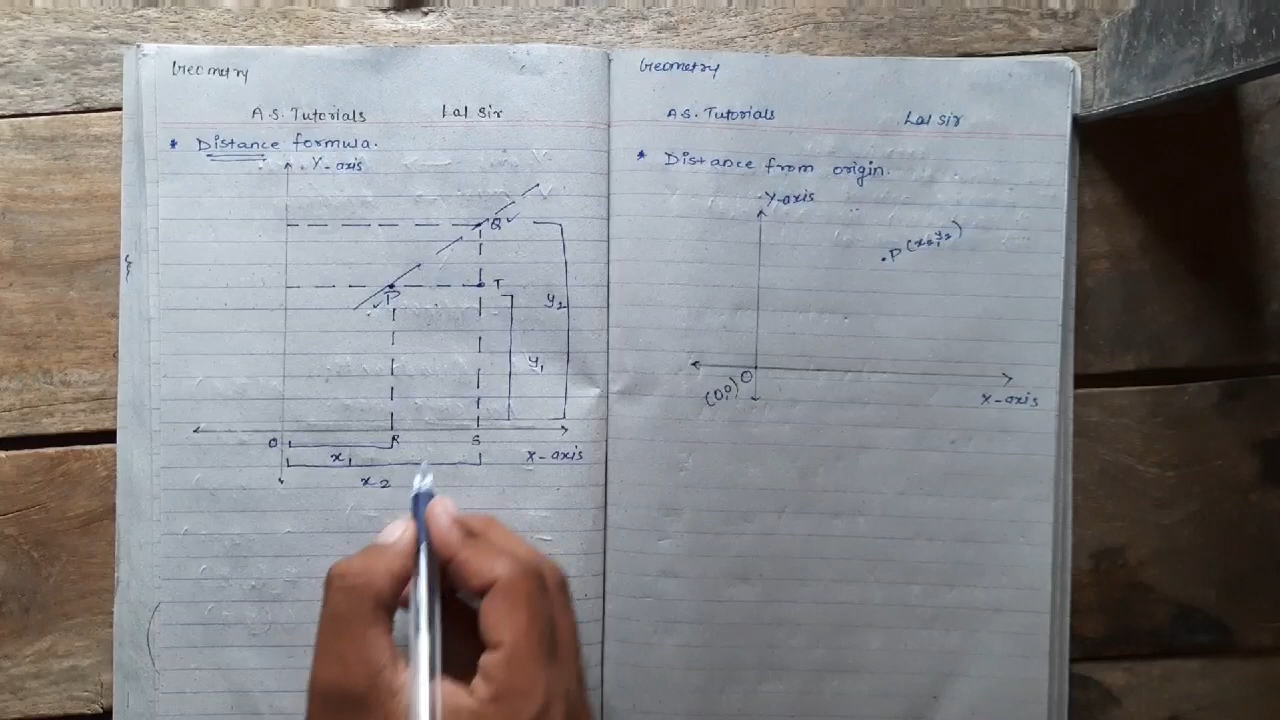 Geometry
A.S. Tutorials Lal Sir
* Distance formula.
Y-axis
Q
P
T
y2
y1
O R S
x1
X-axis
x2
Geometry
A.S. Tutorials Lal Sir
* Distance from origin.
Y-axis
O
(0,0)
X-axis